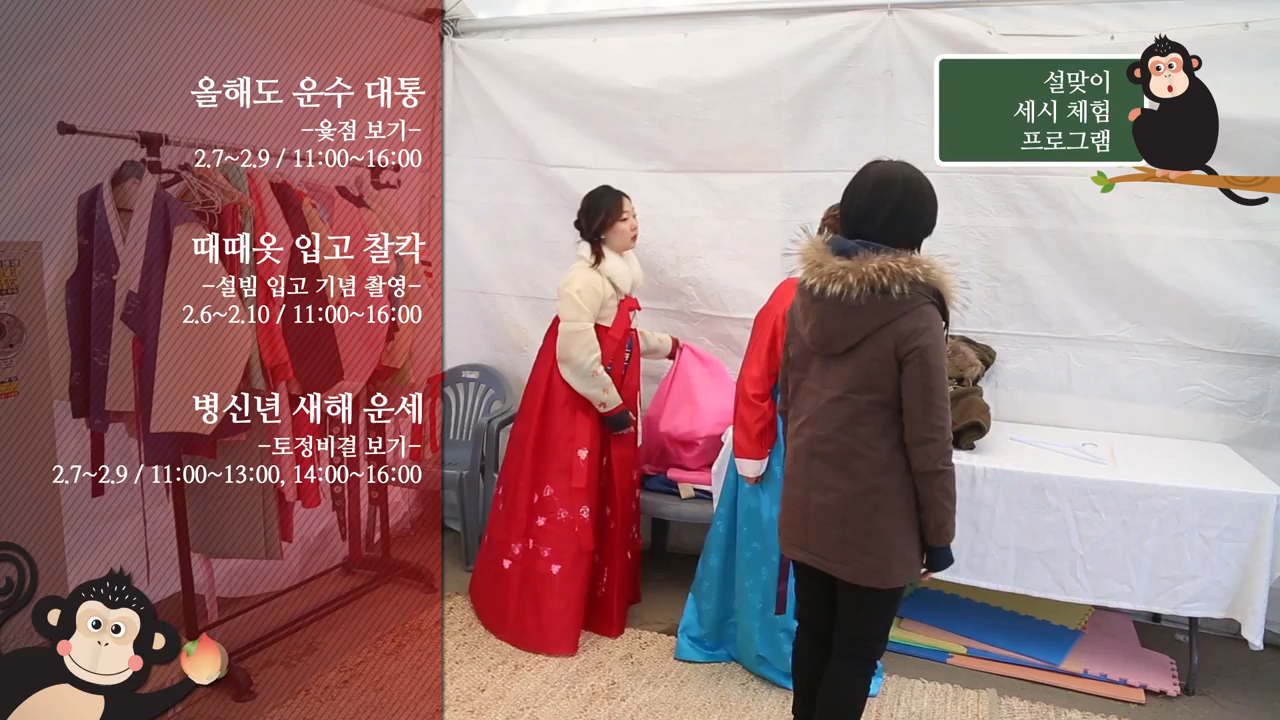 올해도 운수 대통
-윷점 보기-
2.7~2.9 / 11:00~16:00
때때옷 입고 찰칵
-설빔 입고 기념 촬영-
2.6~2.10 / 11:00~16:00
병신년 새해 운세
-토정비결 보기-
2.7~2.9 / 11:00~13:00, 14:00~16:00
설맞이
세시 체험
프로그램